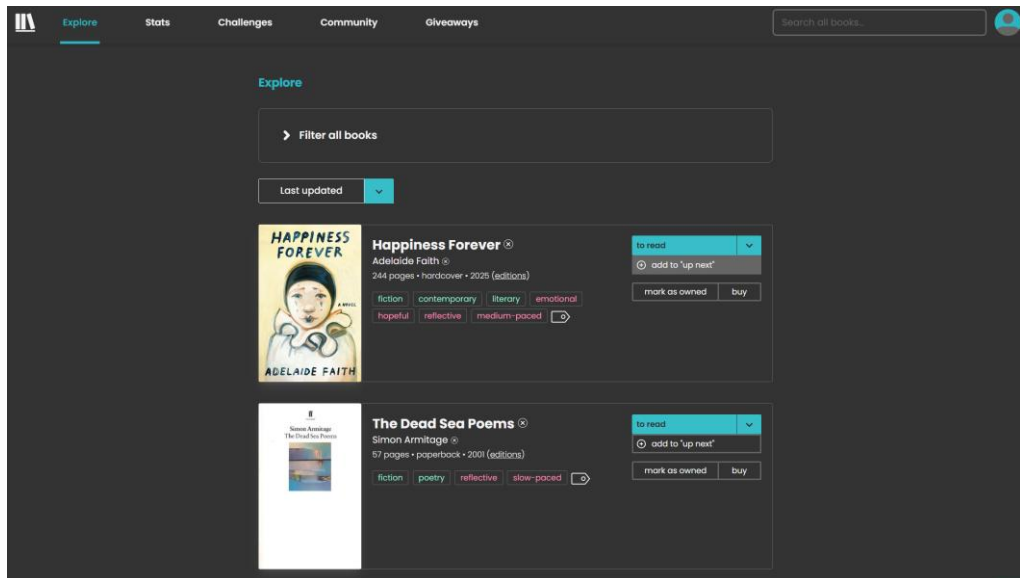 Explore Stats Challenges Community Giveaways Search all books...
Explore
Filter all books
Last updated
HAPPINESS
FOREVER
A NOVEL
ADELAIDE FAITH
Happiness Forever
Adelaide Faith
244 pages • hardcover • 2025 (editions)
fiction contemporary literary emotional
hopeful reflective medium-paced
to read
add to "up next"
mark as owned buy
ff
Simon Armitage
The Dead Sea Poems
The Dead Sea Poems
Simon Armitage
57 pages • paperback • 2001 (editions)
fiction poetry reflective slow-paced
to read
add to "up next"
mark as owned buy